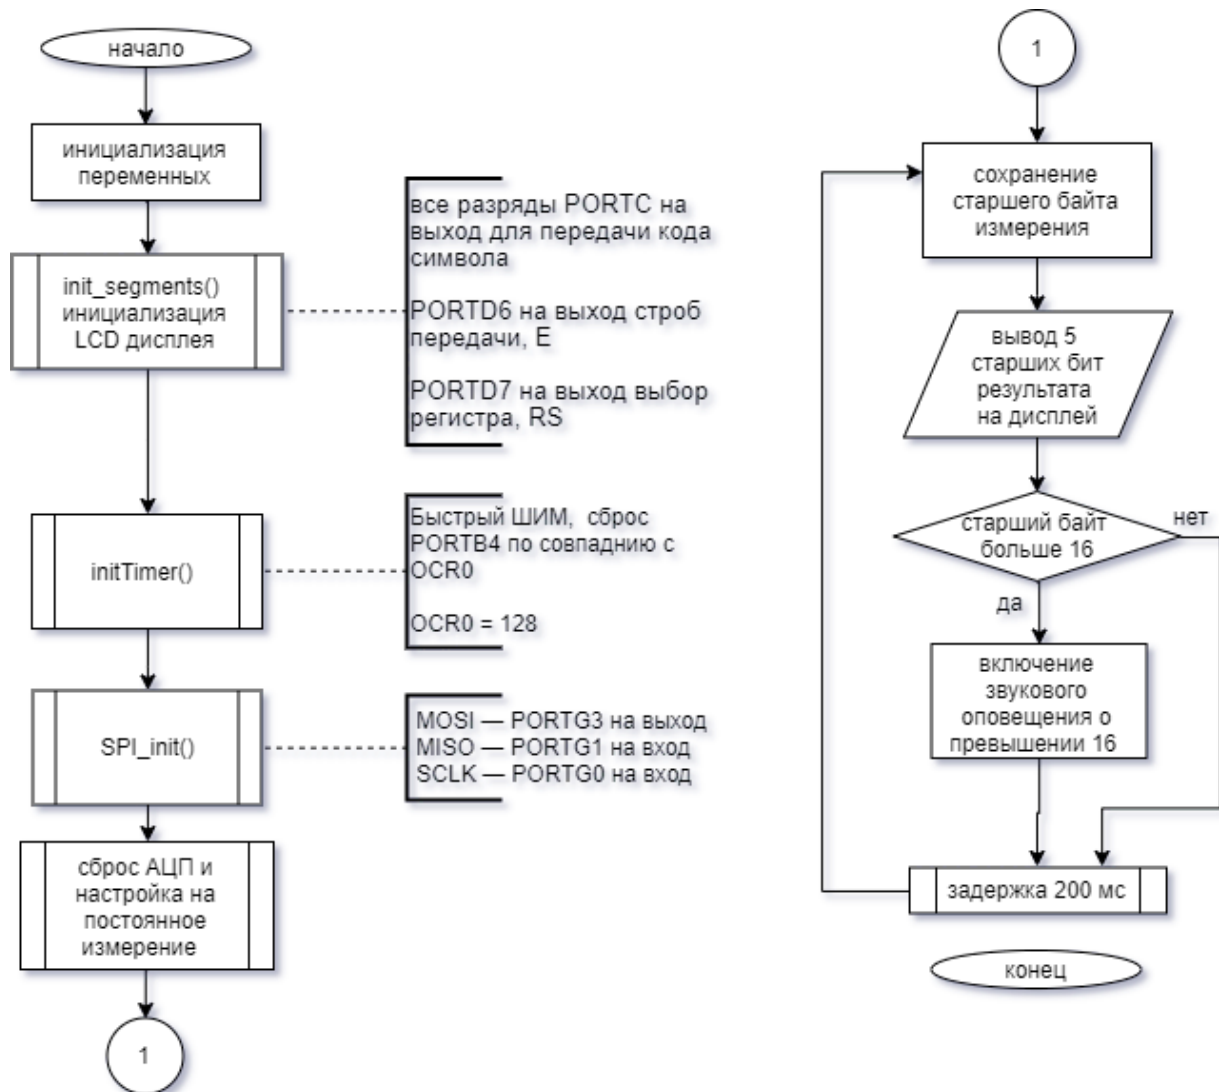 начало
инициализация
переменных
init_segments()
инициализация
LCD дисплея
все разряды PORTC на
выход для передачи кода
символа
PORTD6 на выход строб
передачи, E
PORTD7 на выход выбор
регистра, RS
initTimer()
Быстрый ШИМ, сброс
PORTB4 по совпаднию с
OCR0
OCR0 = 128
SPI_init()
MOSI — PORTG3 на выход
MISO — PORTG1 на вход
SCLK — PORTG0 на вход
сброс АЦП и
настройка на
постоянное
измерение
1
1
сохранение
старшего байта
измерения
вывод 5
старших бит
результата
на дисплей
старший байт
больше 16
нет
да
включение
звукового
оповещения о
превышении 16
задержка 200 мс
конец